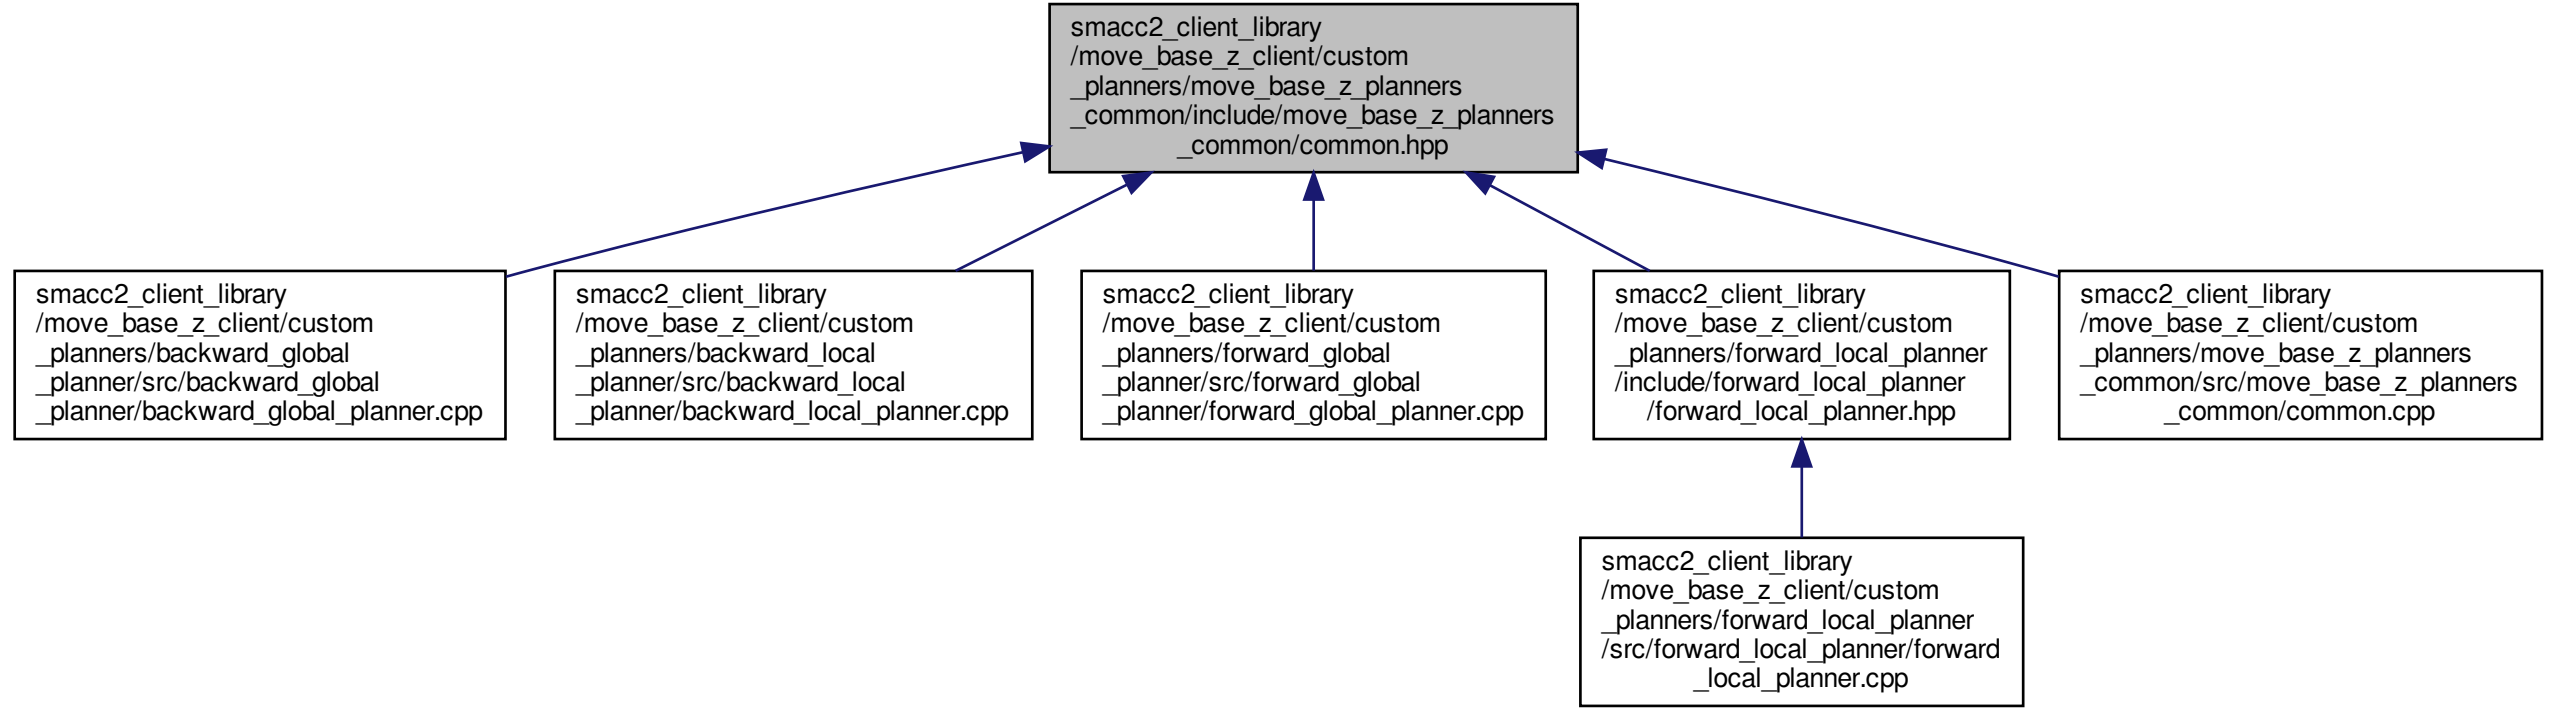 smacc2_client_library
/move_base_z_client/custom
_planners/move_base_z_planners
_common/include/move_base_z_planners
_common/common.hpp
smacc2_client_library
/move_base_z_client/custom
_planners/backward_global
_planner/src/backward_global
_planner/backward_global_planner.cpp
smacc2_client_library
/move_base_z_client/custom
_planners/backward_local
_planner/src/backward_local
_planner/backward_local_planner.cpp
smacc2_client_library
/move_base_z_client/custom
_planners/forward_global
_planner/src/forward_global
_planner/forward_global_planner.cpp
smacc2_client_library
/move_base_z_client/custom
_planners/forward_local_planner
/include/forward_local_planner
/forward_local_planner.hpp
smacc2_client_library
/move_base_z_client/custom
_planners/move_base_z_planners
_common/src/move_base_z_planners
_common/common.cpp
smacc2_client_library
/move_base_z_client/custom
_planners/forward_local_planner
/src/forward_local_planner/forward
_local_planner.cpp